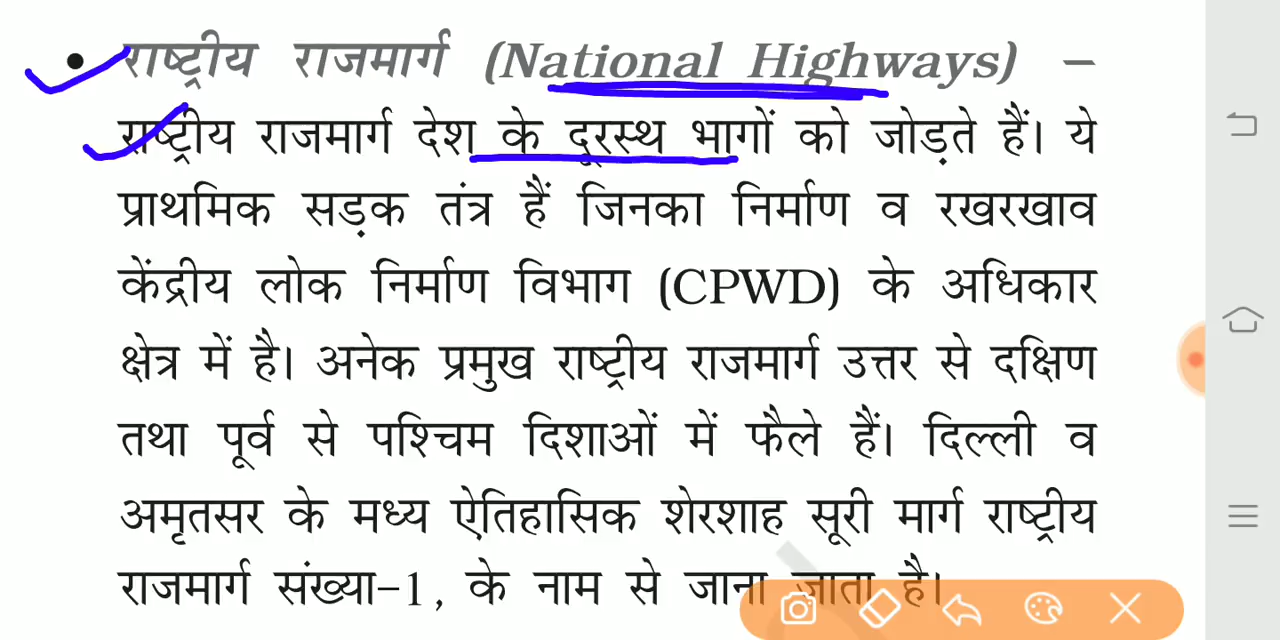 • राष्ट्रीय राजमार्ग (National Highways) –
राष्ट्रीय राजमार्ग देश के दूरस्थ भागों को जोड़ते हैं। ये
प्राथमिक सड़क तंत्र हैं जिनका निर्माण व रखरखाव
केंद्रीय लोक निर्माण विभाग (CPWD) के अधिकार
क्षेत्र में है। अनेक प्रमुख राष्ट्रीय राजमार्ग उत्तर से दक्षिण
तथा पूर्व से पश्चिम दिशाओं में फैले हैं। दिल्ली व
अमृतसर के मध्य ऐतिहासिक शेरशाह सूरी मार्ग राष्ट्रीय
राजमार्ग संख्या–1, के नाम से जाना जाता है।